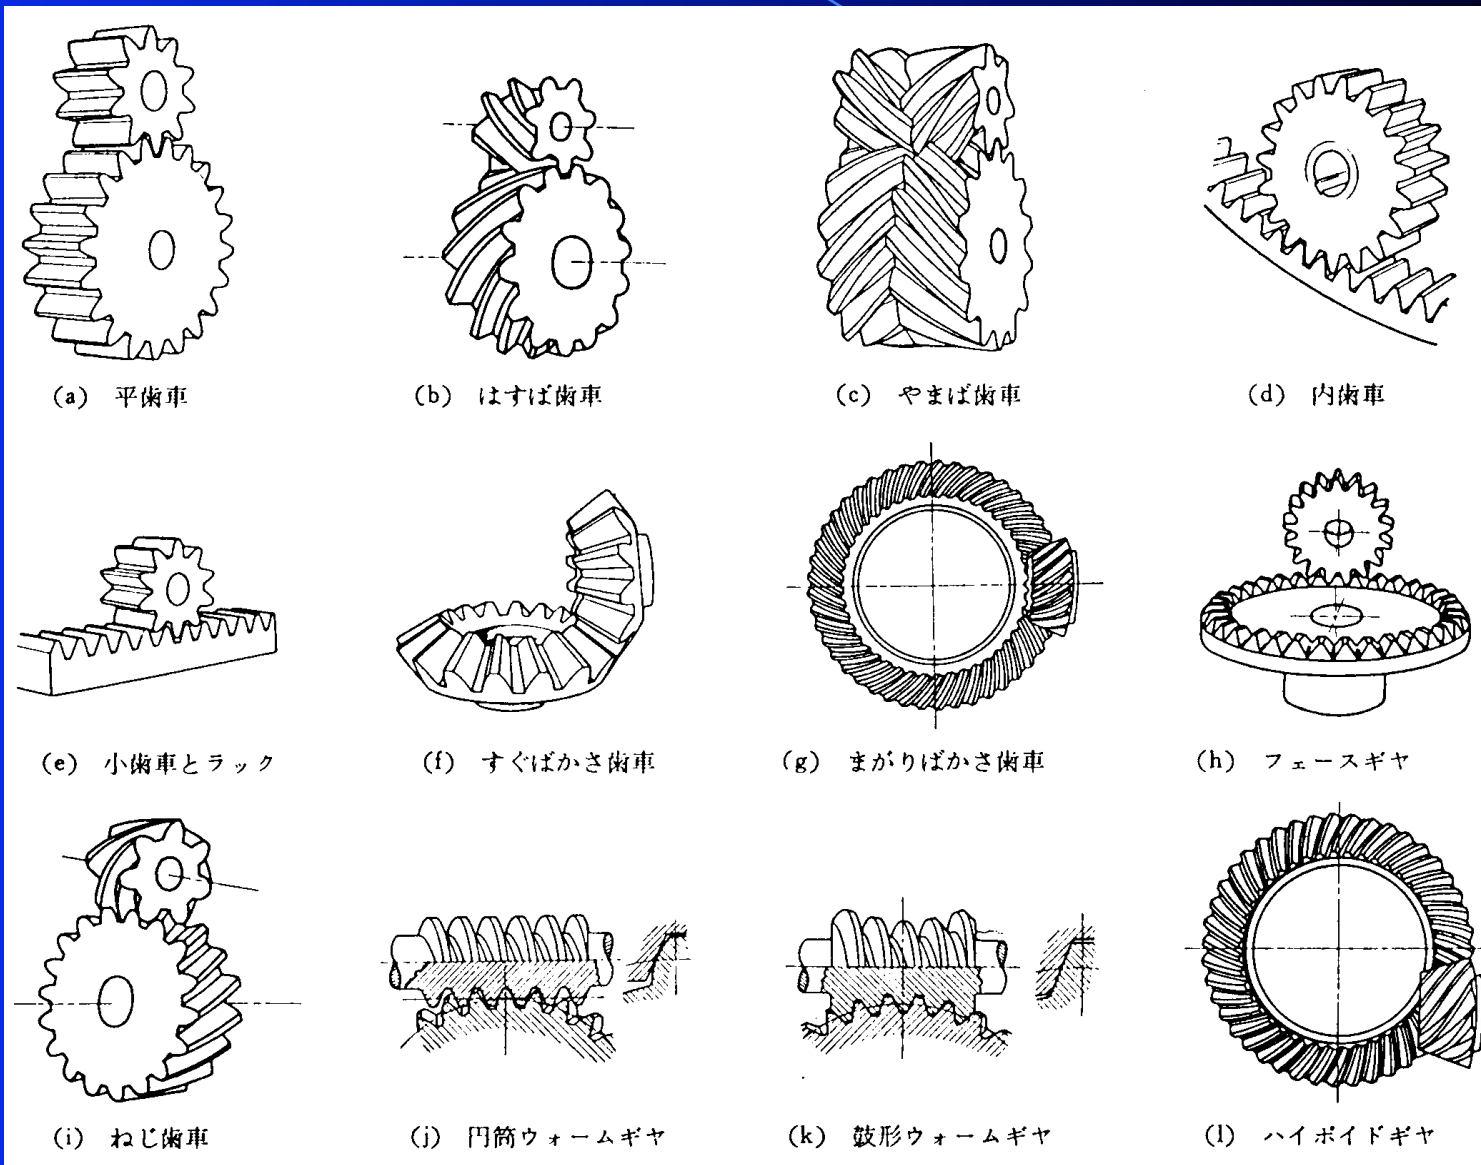 (a) 平歯車
(b) はすば歯車
(c) やまば歯車
(d) 内歯車
(e) 小歯車とラック
(f) すぐばかさ歯車
(g) まがりばかさ歯車
(h) フェースギヤ
(i) ねじ歯車
(j) 円筒ウォームギヤ
(k) 鼓形ウォームギヤ
(l) ハイポイドギヤ